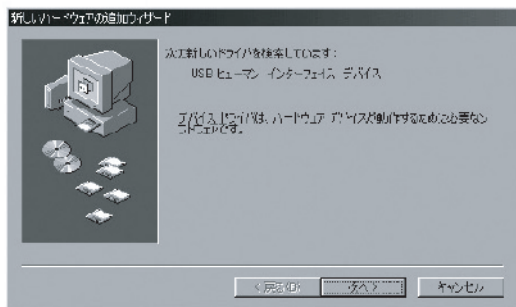 新しいハードウェアの追加ウィザード
次の新しいドライバを検索しています:
USB ヒューマン インターフェイス デバイス
デバイス ドライバは、ハードウェア デバイスが動作するために必要なソ
フトウェアです。
< 戻る(B)
次へ >
キャンセル